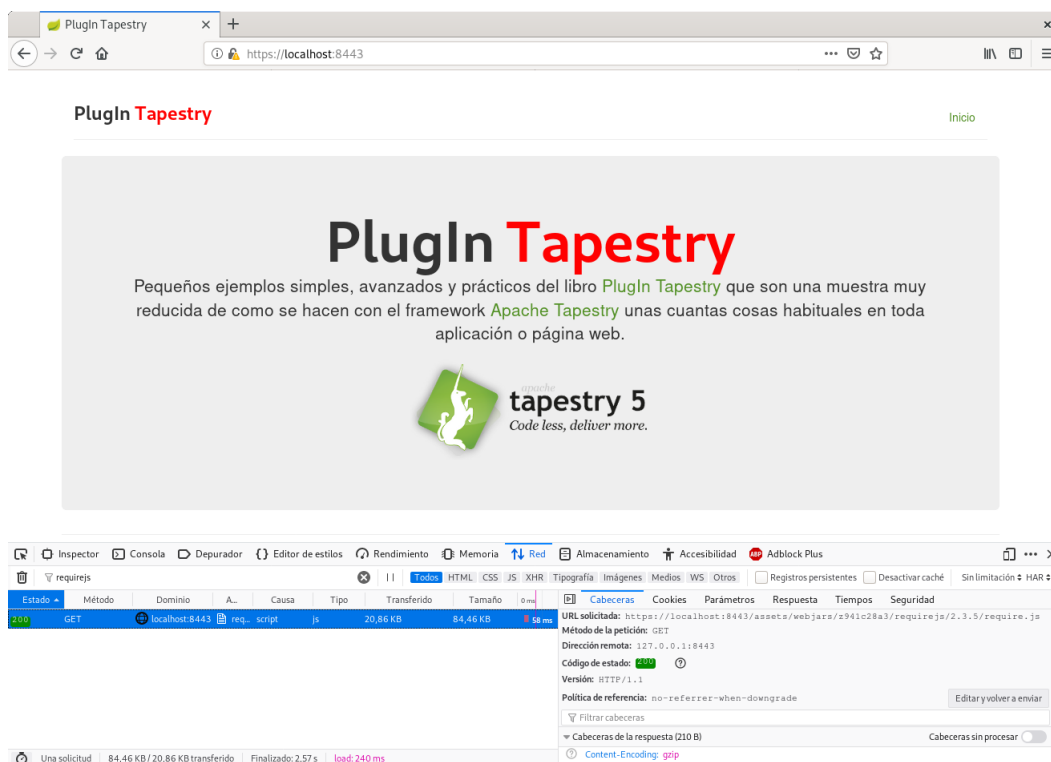 PlugIn Tapestry
https://localhost:8443
PlugIn Tapestry
Inicio
PlugIn Tapestry
Pequeños ejemplos simples, avanzados y prácticos del libro PlugIn Tapestry que son una muestra muy
reducida de como se hacen con el framework Apache Tapestry unas cuantas cosas habituales en toda
aplicación o página web.
apache
tapestry 5
Code less, deliver more.
Inspector Consola Depurador Editor de estilos Rendimiento Memoria Red Almacenamiento Accesibilidad ABP Adblock Plus
requirejs Todos HTML CSS JS XHR Tipografía Imágenes Medios WS Otros Registros persistentes Desactivar caché Sin limitación HAR
Estado Método Dominio A... Causa Tipo Transferido Tamaño 0 ms
200 GET localhost:8443 req... script js 20,86 KB 84,46 KB 58 ms
Cabeceras Cookies Parámetros Respuesta Tiempos Seguridad
URL solicitada: https://localhost:8443/assets/webjars/z941c28a3/requirejs/2.3.5/require.js
Método de la petición: GET
Dirección remota: 127.0.0.1:8443
Código de estado: 200
Versión: HTTP/1.1
Política de referencia: no-referrer-when-downgrade Editar y volver a enviar
Filtrar cabeceras
Cabeceras de la respuesta (210 B) Cabeceras sin procesar
Content-Encoding: gzip
Una solicitud 84,46 KB / 20,86 KB transferido Finalizado: 2,57 s load: 240 ms